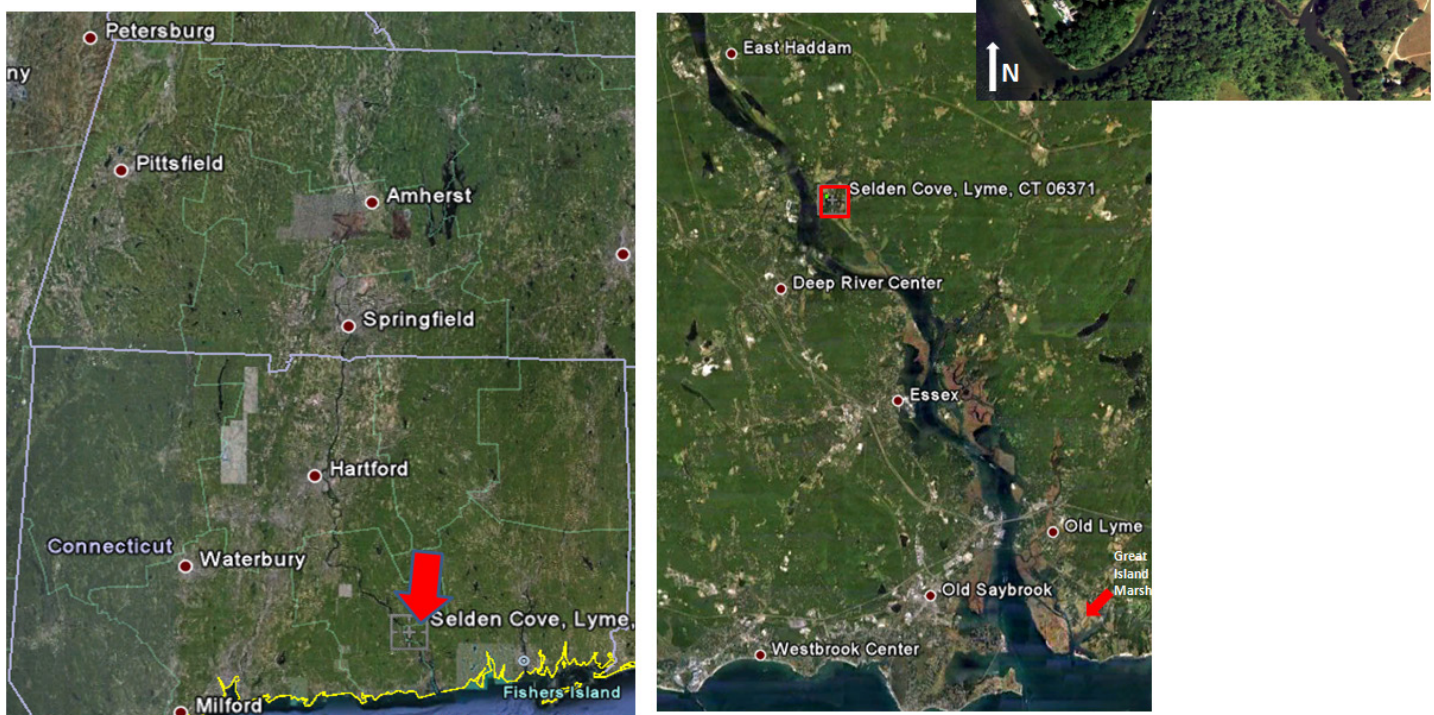 Petersburg
ny
Pittsfield
Amherst
Springfield
Hartford
Connecticut
Waterbury
Selden Cove, Lyme,
Fishers Island
Milford
N
East Haddam
Selden Cove, Lyme, CT 06371
Deep River Center
Essex
Old Lyme
Great
Island
Marsh
Old Saybrook
Westbrook Center